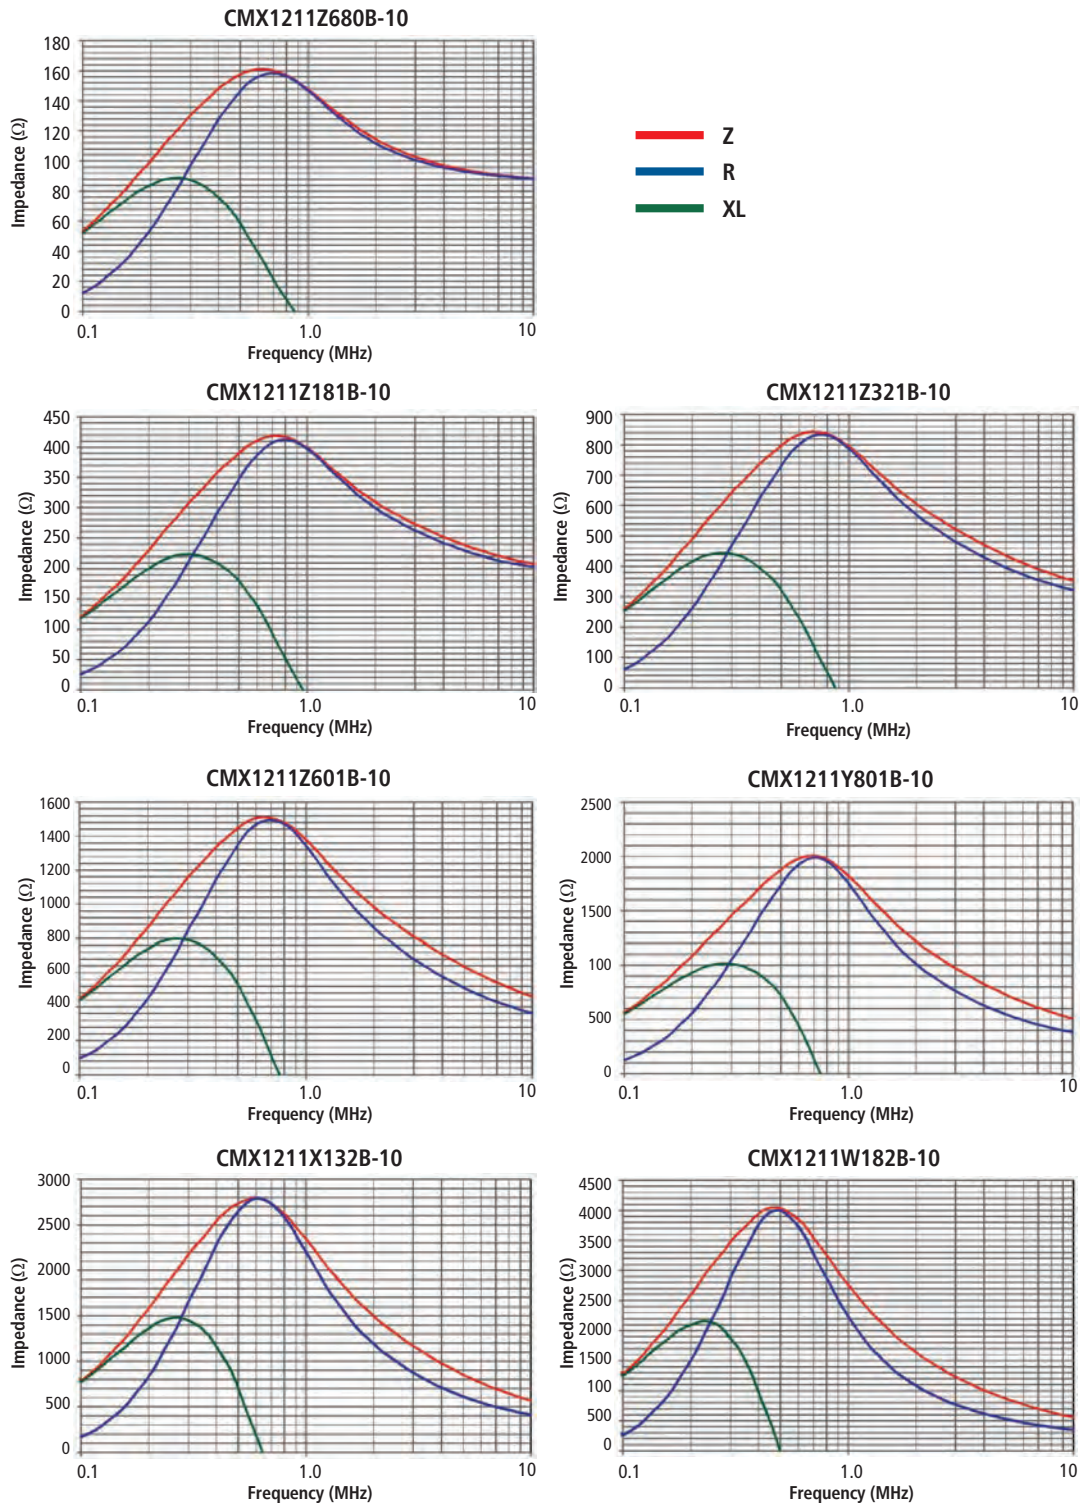 CMX1211Z680B-10
Impedance (Ω)
180
160
140
120
100
80
60
40
20
0
0.1 1.0 10
Frequency (MHz)
Z
R
XL
CMX1211Z181B-10
Impedance (Ω)
450
400
350
300
250
200
150
100
50
0
0.1 1.0 10
Frequency (MHz)
CMX1211Z321B-10
Impedance (Ω)
900
800
700
600
500
400
300
200
100
0
0.1 1.0 10
Frequency (MHz)
CMX1211Z601B-10
Impedance (Ω)
1600
1400
1200
1000
800
600
400
200
0
0.1 1.0 10
Frequency (MHz)
CMX1211Y801B-10
Impedance (Ω)
2500
2000
1500
100
500
0
0.1 1.0 10
Frequency (MHz)
CMX1211X132B-10
Impedance (Ω)
3000
2500
2000
1500
1000
500
0
0.1 1.0 10
Frequency (MHz)
CMX1211W182B-10
Impedance (Ω)
4500
4000
3500
3000
2500
2000
1500
100
500
0
0.1 1.0 10
Frequency (MHz)